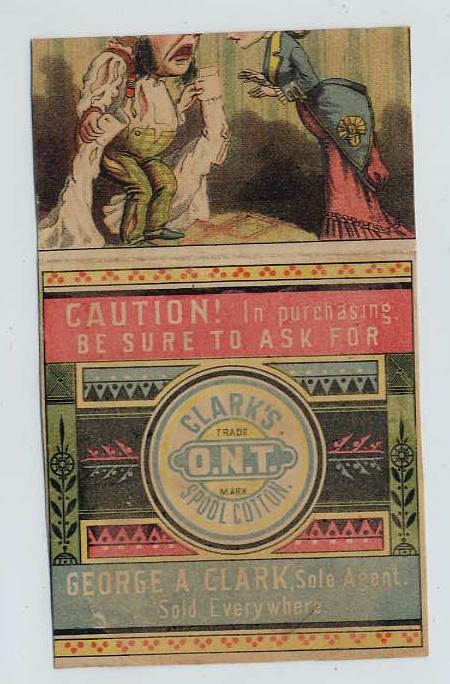 CAUTION! In purchasing,
BE SURE TO ASK FOR
CLARK'S
TRADE
O.N.T.
MARK
SPOOL COTTON.
GEORGE A CLARK, Sole Agent.
Sold Everywhere.